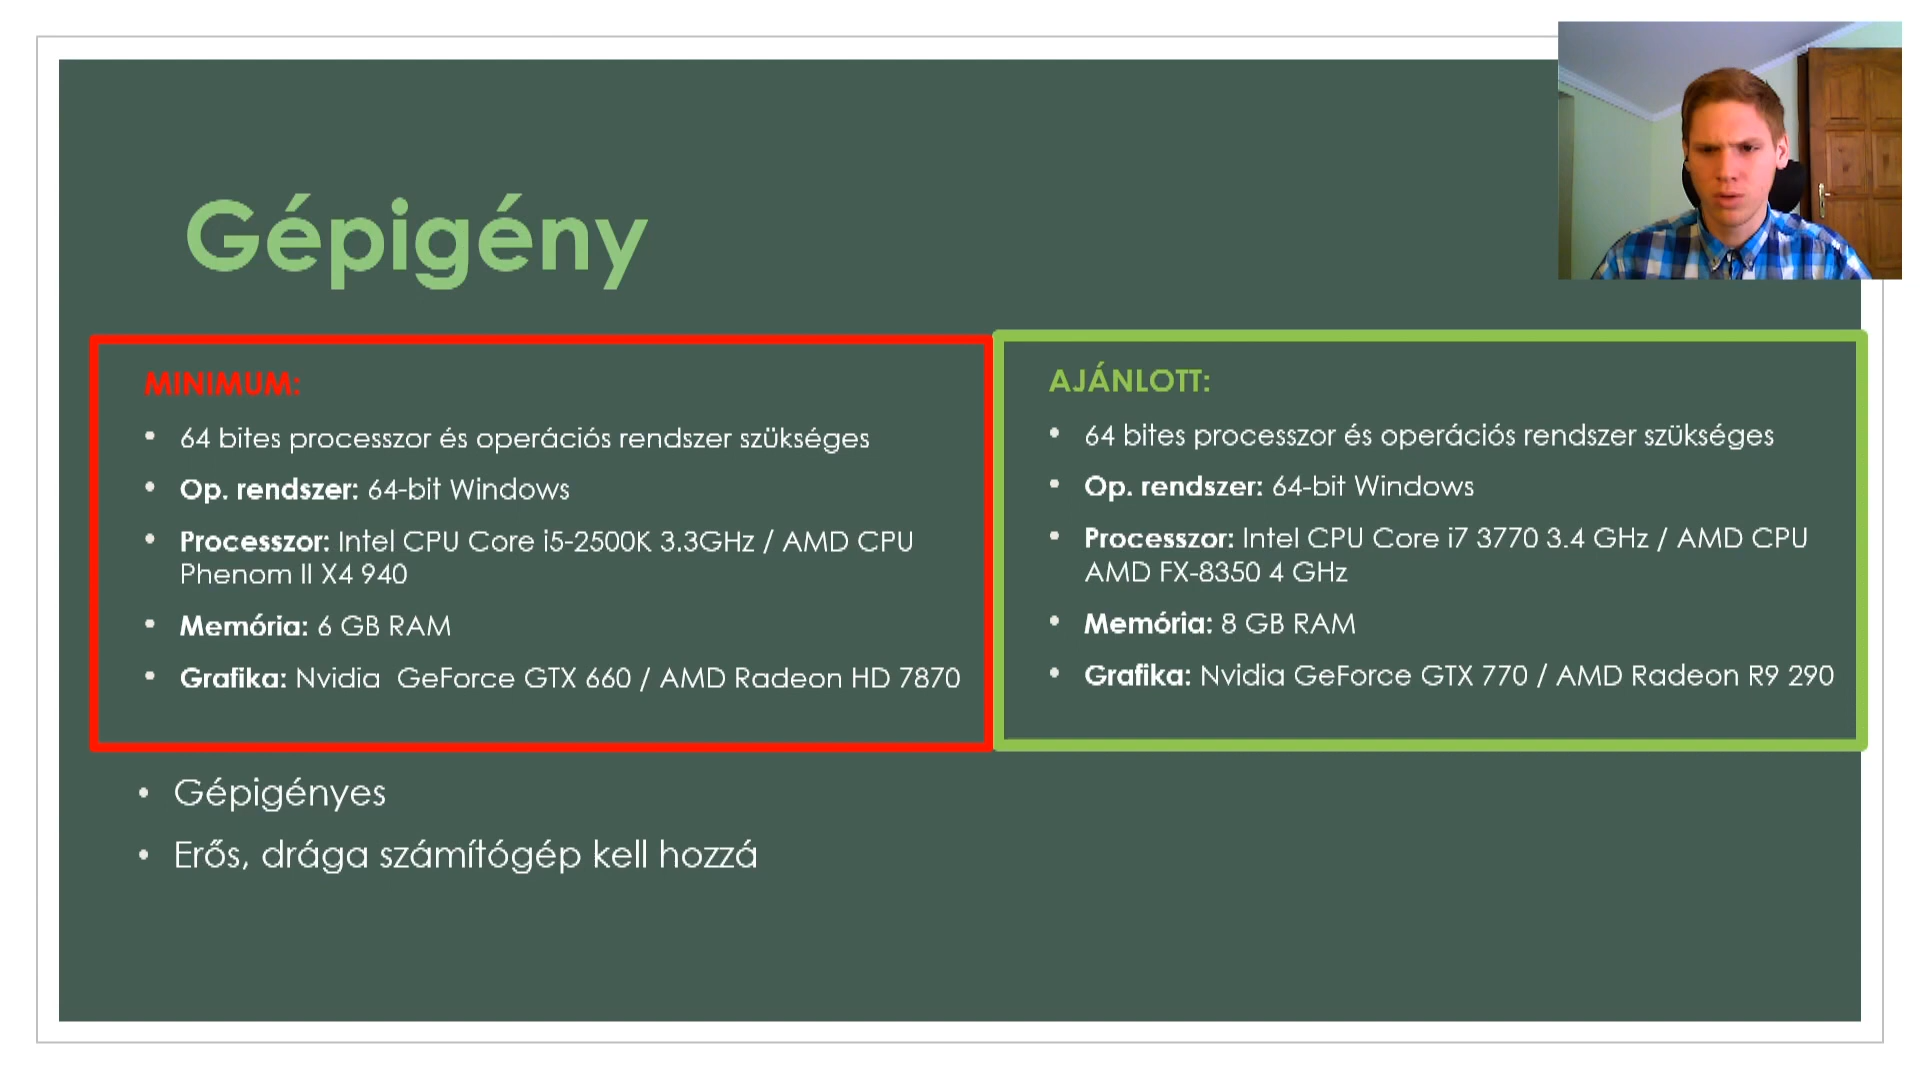 Gépigény
MINIMUM:
• 64 bites processzor és operációs rendszer szükséges
• Op. rendszer: 64-bit Windows
• Processzor: Intel CPU Core i5-2500K 3.3GHz / AMD CPU
Phenom II X4 940
• Memória: 6 GB RAM
• Grafika: Nvidia  GeForce GTX 660 / AMD Radeon HD 7870
AJÁNLOTT:
• 64 bites processzor és operációs rendszer szükséges
• Op. rendszer: 64-bit Windows
• Processzor: Intel CPU Core i7 3770 3.4 GHz / AMD CPU
AMD FX-8350 4 GHz
• Memória: 8 GB RAM
• Grafika: Nvidia GeForce GTX 770 / AMD Radeon R9 290
• Gépigényes
• Erős, drága számítógép kell hozzá